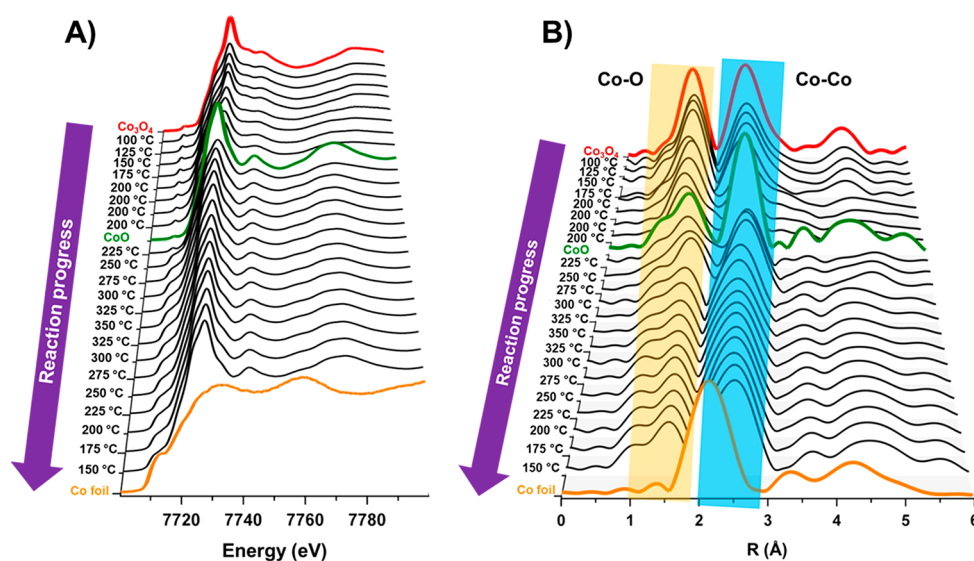 A)
Reaction progress
Co₃O₄
100 °C
125 °C
150 °C
175 °C
200 °C
200 °C
200 °C
200 °C
CoO
225 °C
250 °C
275 °C
300 °C
325 °C
350 °C
325 °C
300 °C
275 °C
250 °C
225 °C
200 °C
175 °C
150 °C
Co foil
7720 7740 7760 7780
Energy (eV)
B)
Co-O
Co-Co
Reaction progress
Co₃O₄
100 °C
125 °C
150 °C
175 °C
200 °C
200 °C
200 °C
200 °C
CoO
225 °C
250 °C
275 °C
300 °C
325 °C
350 °C
325 °C
300 °C
275 °C
250 °C
225 °C
200 °C
175 °C
150 °C
Co foil
0 1 2 3 4 5 6
R (Å)